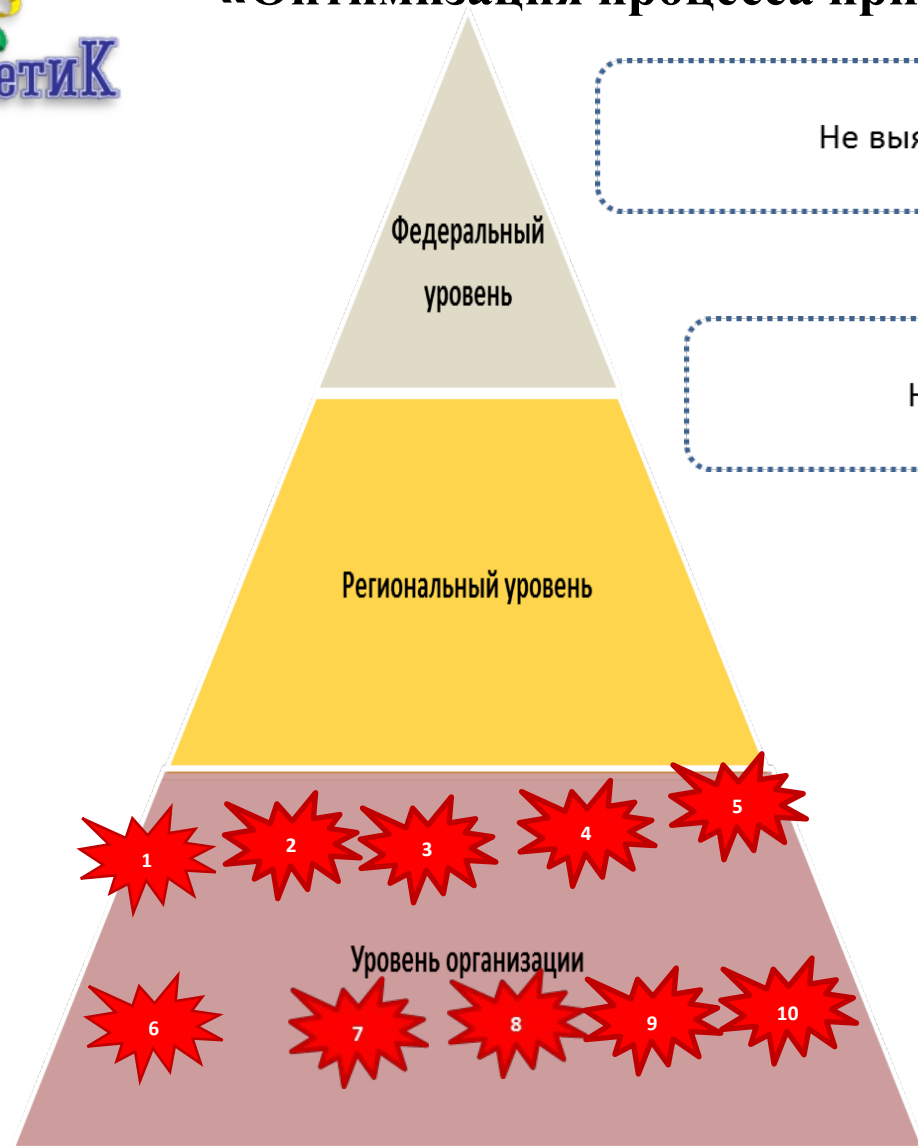 «Оптимизация процесса при
етиК
Не выя
Федеральный
уровень
Н
Региональный уровень
5
4
2
3
1
Уровень организации
10
9
8
6
7